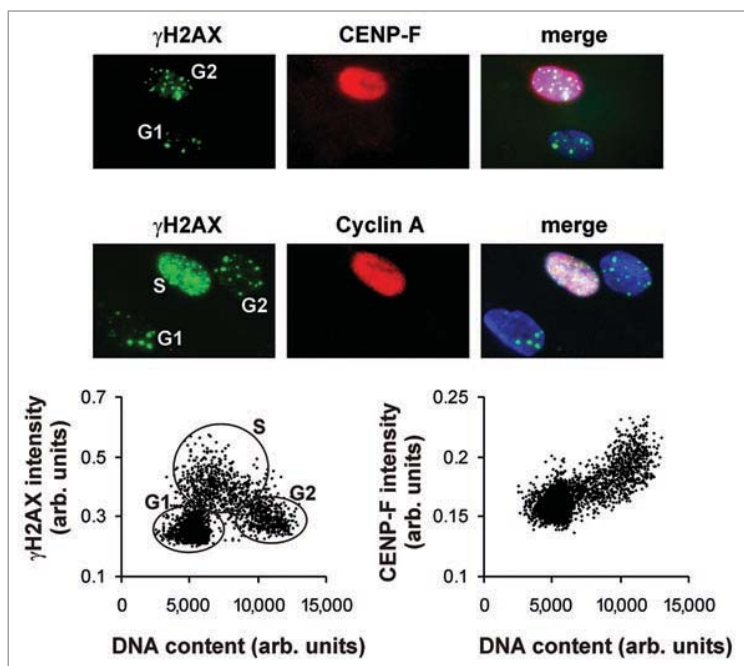 γH2AX CENP-F merge
G2
G1
γH2AX Cyclin A merge
S
G2
G1
γH2AX intensity
(arb. units)
0.7
0.5
0.3
0.1
S
G1
G2
0 5,000 10,000 15,000
DNA content (arb. units)
CENP-F intensity
(arb. units)
0.25
0.2
0.15
0.1
0 5,000 10,000 15,000
DNA content (arb. units)